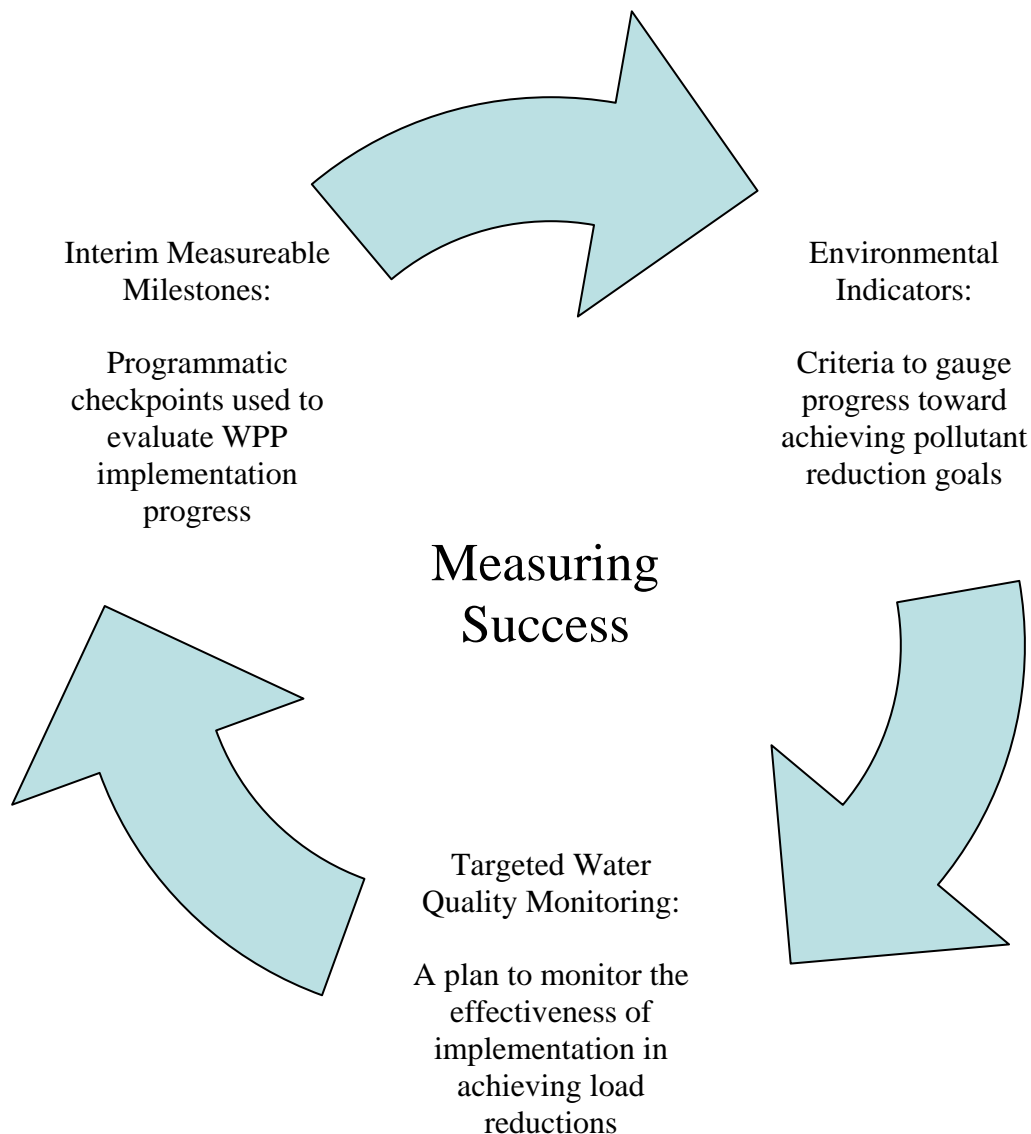 Interim Measureable
Milestones:
Programmatic
checkpoints used to
evaluate WPP
implementation
progress
Environmental
Indicators:
Criteria to gauge
progress toward
achieving pollutant
reduction goals
Measuring
Success
Targeted Water
Quality Monitoring:
A plan to monitor the
effectiveness of
implementation in
achieving load
reductions